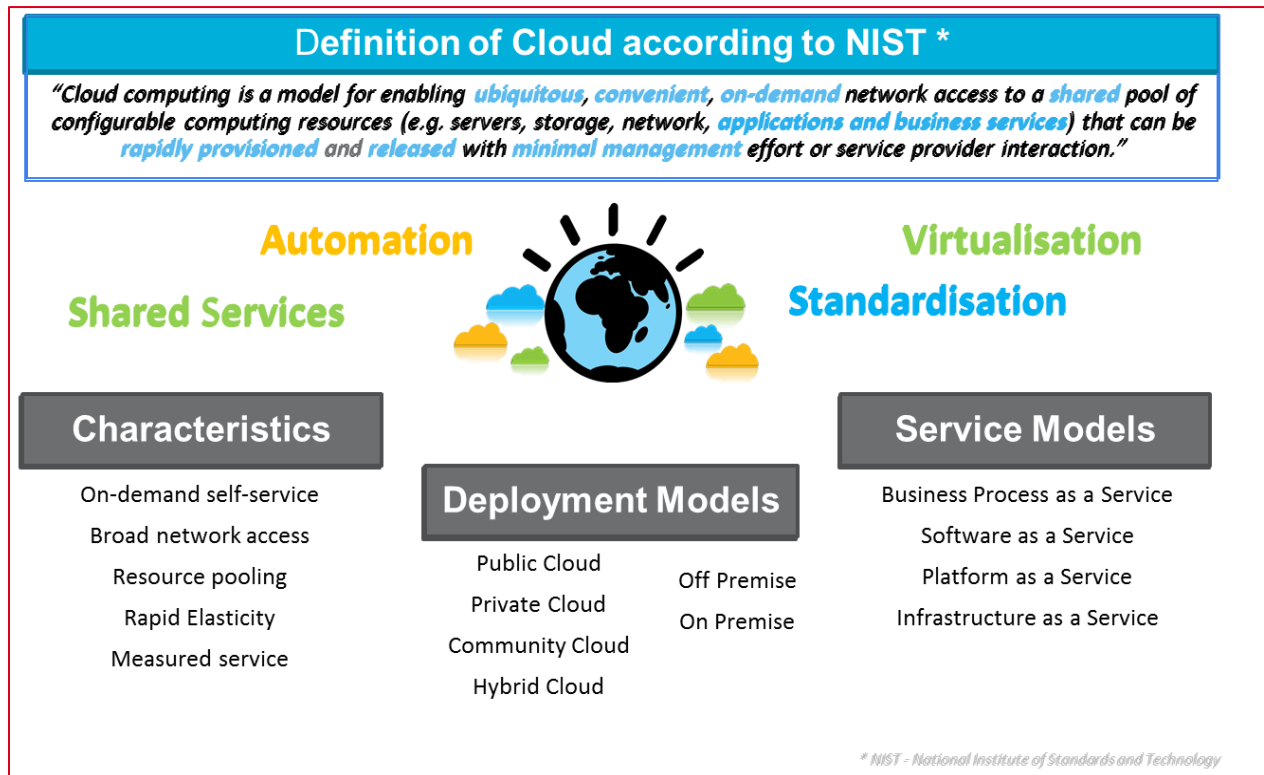 Definition of Cloud according to NIST *
“Cloud computing is a model for enabling ubiquitous, convenient, on-demand network access to a shared pool of
configurable computing resources (e.g. servers, storage, network, applications and business services) that can be
rapidly provisioned and released with minimal management effort or service provider interaction.”
Automation
Virtualisation
Shared Services
Standardisation
Characteristics
On-demand self-service
Broad network access
Resource pooling
Rapid Elasticity
Measured service
Deployment Models
Public Cloud
Private Cloud
Community Cloud
Hybrid Cloud
Off Premise
On Premise
Service Models
Business Process as a Service
Software as a Service
Platform as a Service
Infrastructure as a Service
* NIST - National Institute of Standards and Technology